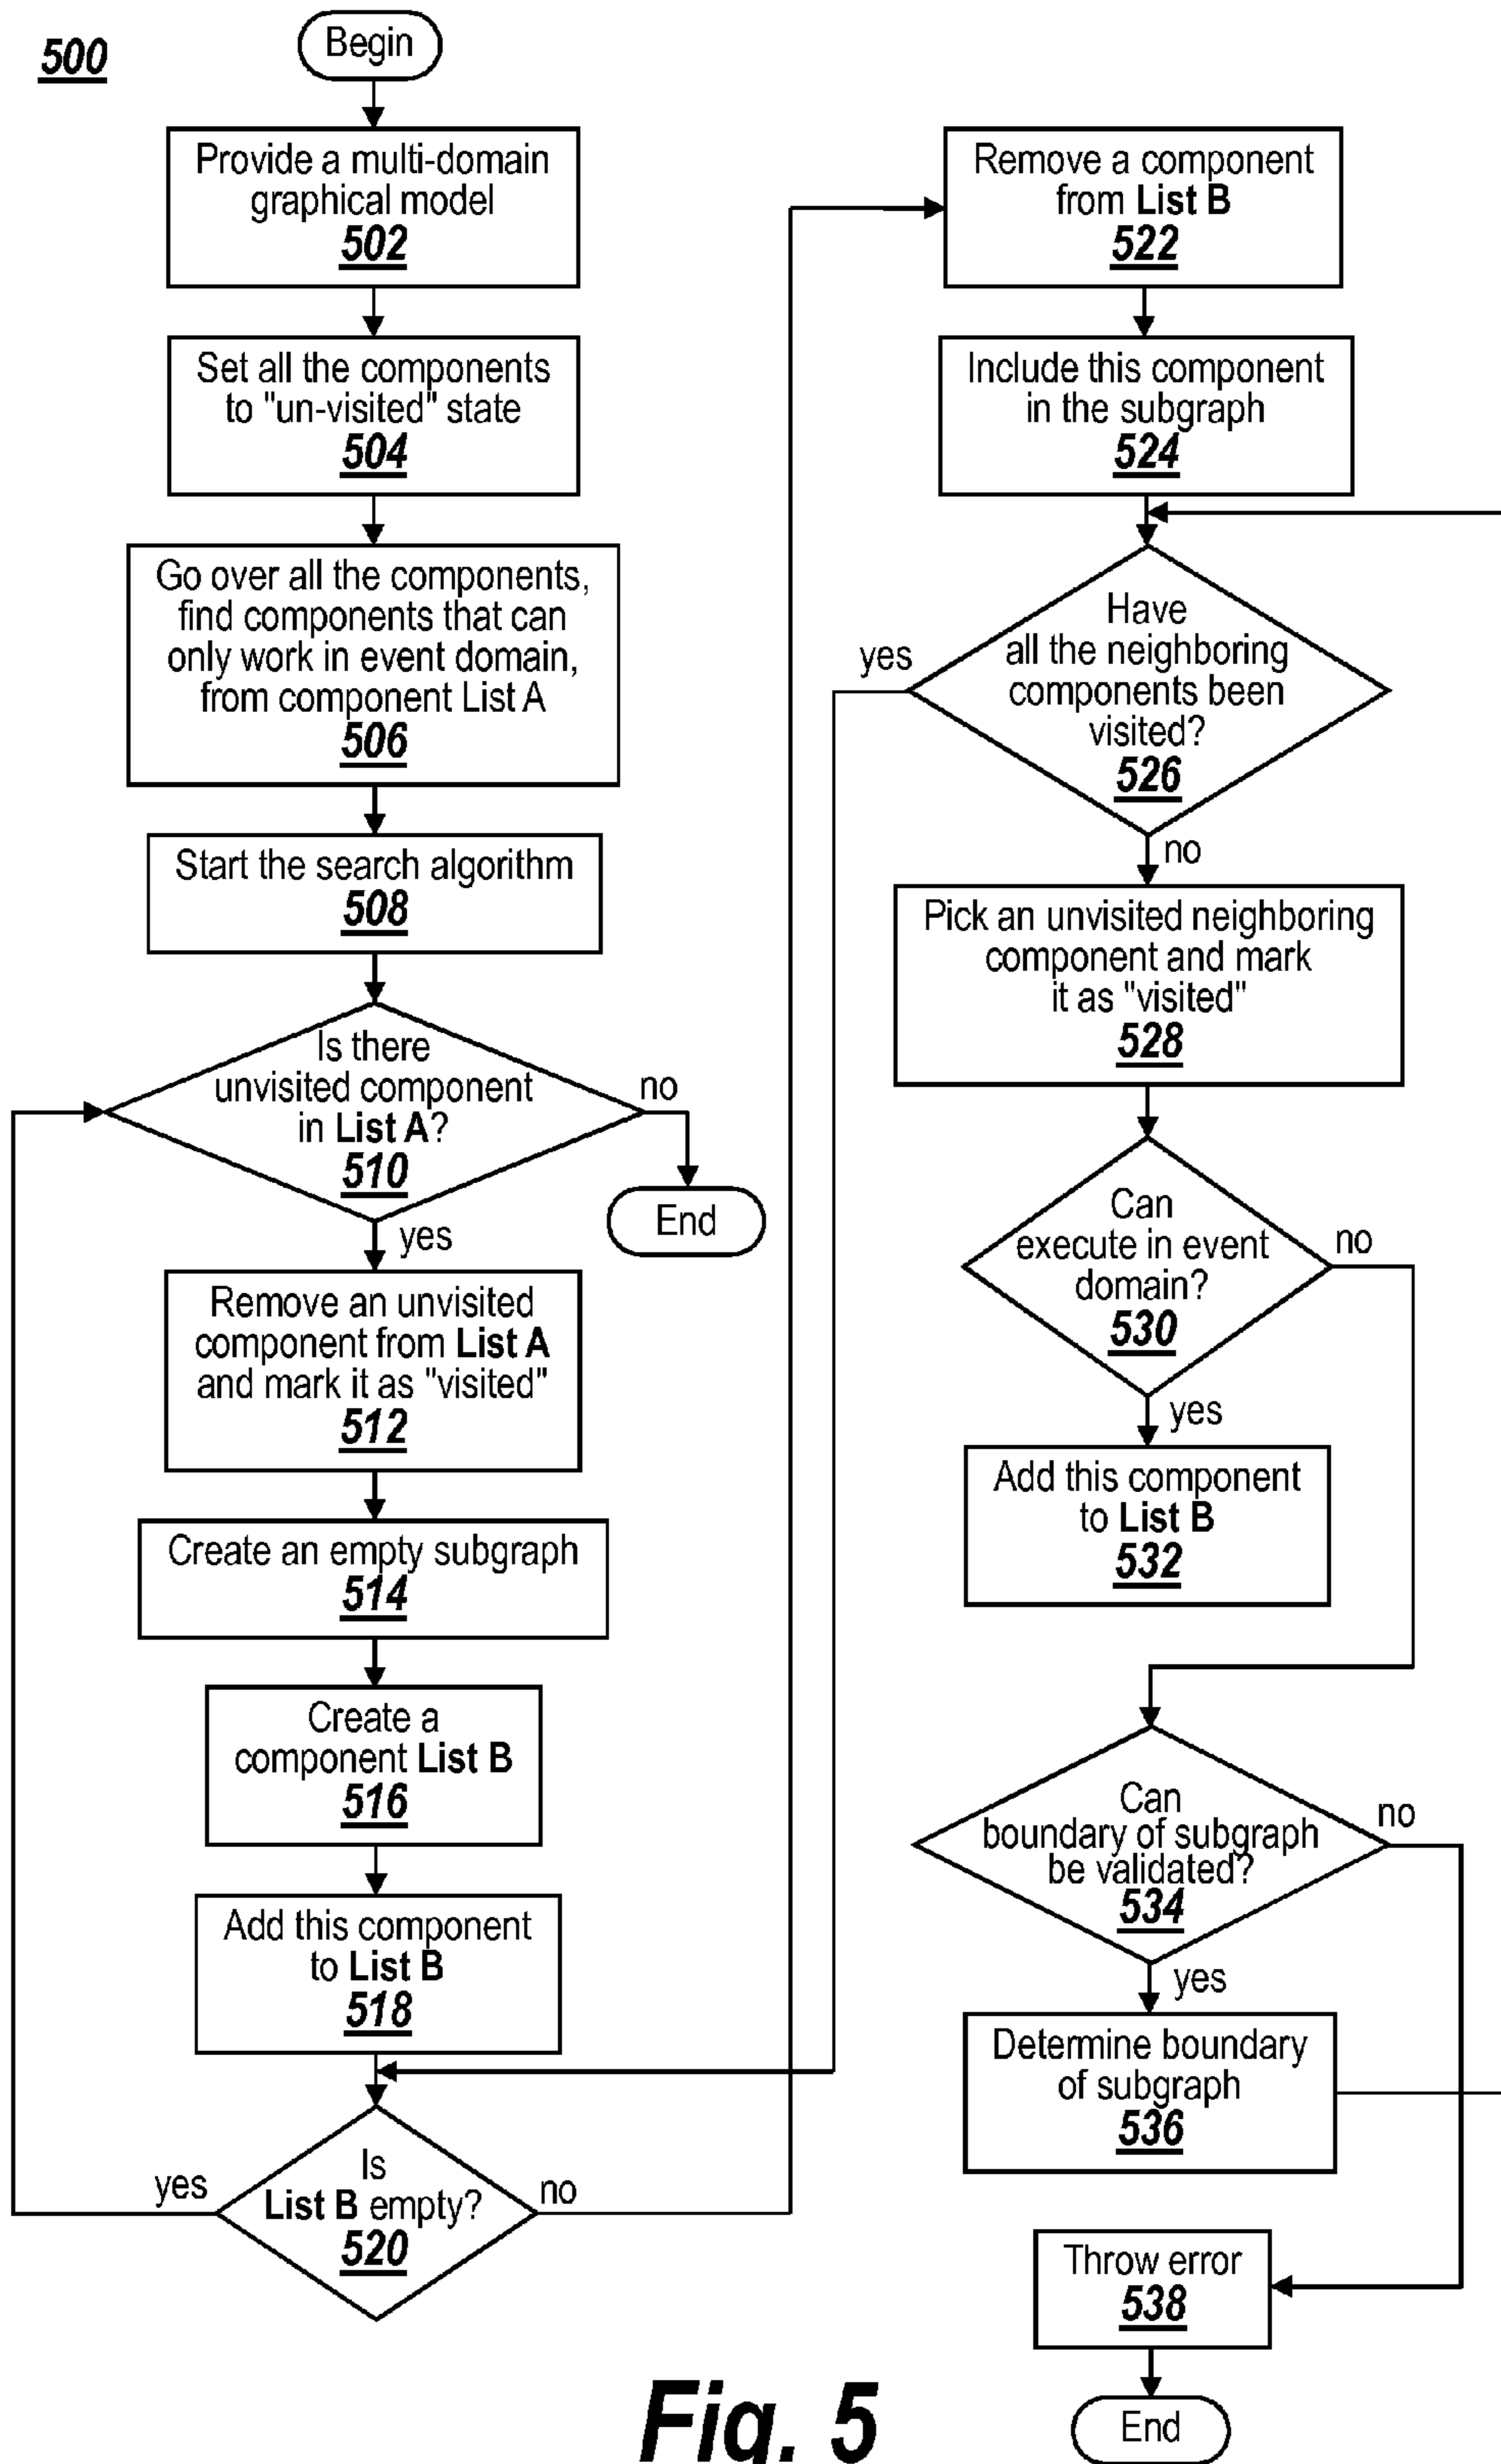 500
Begin
Provide a multi-domain
graphical model
502
Set all the components
to "un-visited" state
504
Go over all the components,
find components that can
only work in event domain,
from component List A
506
Start the search algorithm
508
Is there
unvisited component
in List A?
510
no
End
yes
Remove an unvisited
component from List A
and mark it as "visited"
512
Create an empty subgraph
514
Create a
component List B
516
Add this component
to List B
518
Is
List B empty?
520
yes
no
Remove a component
from List B
522
Include this component
in the subgraph
524
Have
all the neighboring
components been
visited?
526
yes
no
Pick an unvisited neighboring
component and mark
it as "visited"
528
Can
execute in event
domain?
530
no
yes
Add this component
to List B
532
Can
boundary of subgraph
be validated?
534
no
yes
Determine boundary
of subgraph
536
Throw error
538
End
Fig. 5